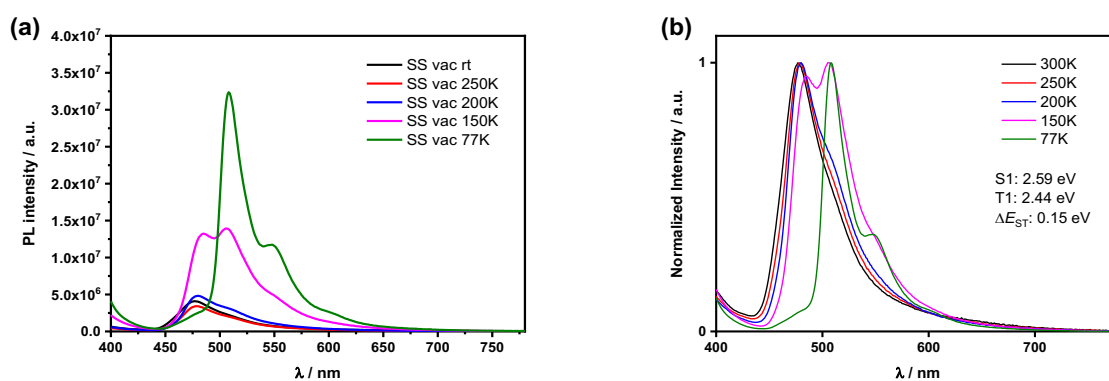 (a)
4.0x10⁷
3.5x10⁷
3.0x10⁷
2.5x10⁷
2.0x10⁷
1.5x10⁷
1.0x10⁷
5.0x10⁶
0.0
PL intensity / a.u.
400 450 500 550 600 650 700 750
λ / nm
SS vac rt
SS vac 250K
SS vac 200K
SS vac 150K
SS vac 77K
(b)
1
0
Normalized Intensity / a.u.
400 500 600 700
λ / nm
300K
250K
200K
150K
77K
S1: 2.59 eV
T1: 2.44 eV
ΔE_ST: 0.15 eV